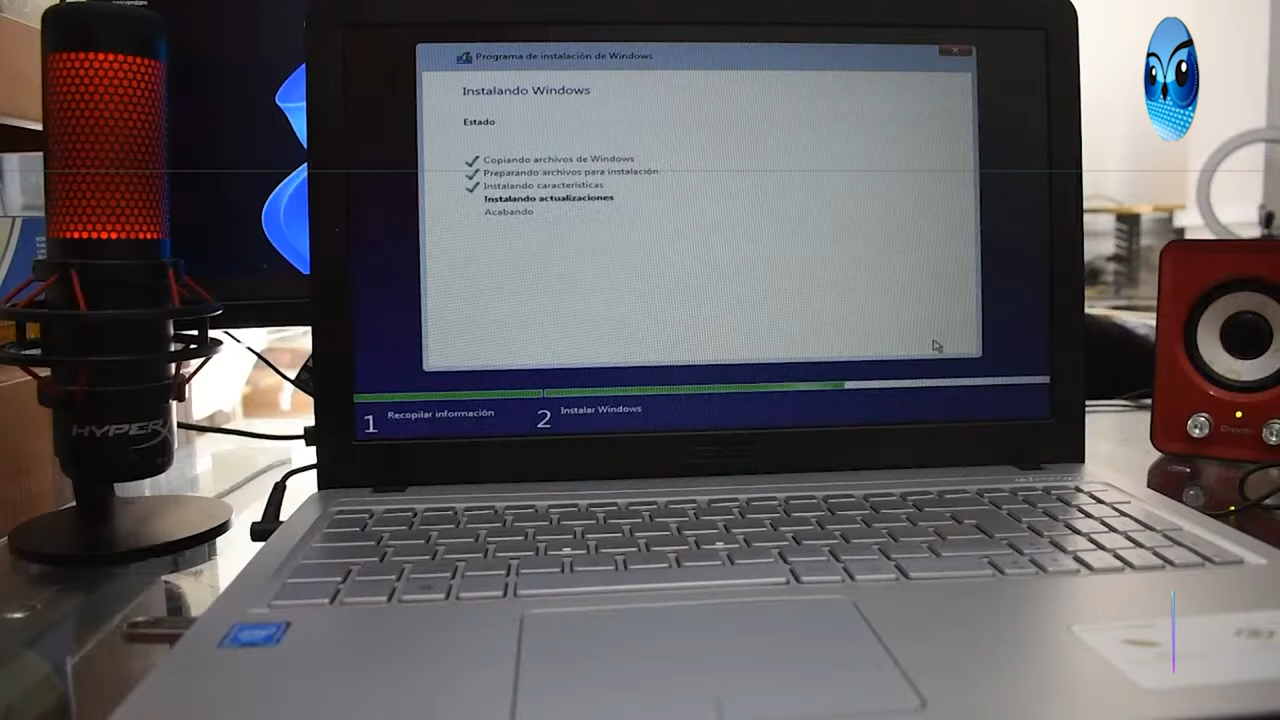 Programa de instalación de Windows
Instalando Windows
Estado
Copiando archivos de Windows
Preparando archivos para instalación
Instalando características
Instalando actualizaciones
Acabando
1 Recopilar información
2 Instalar Windows
HYPERX